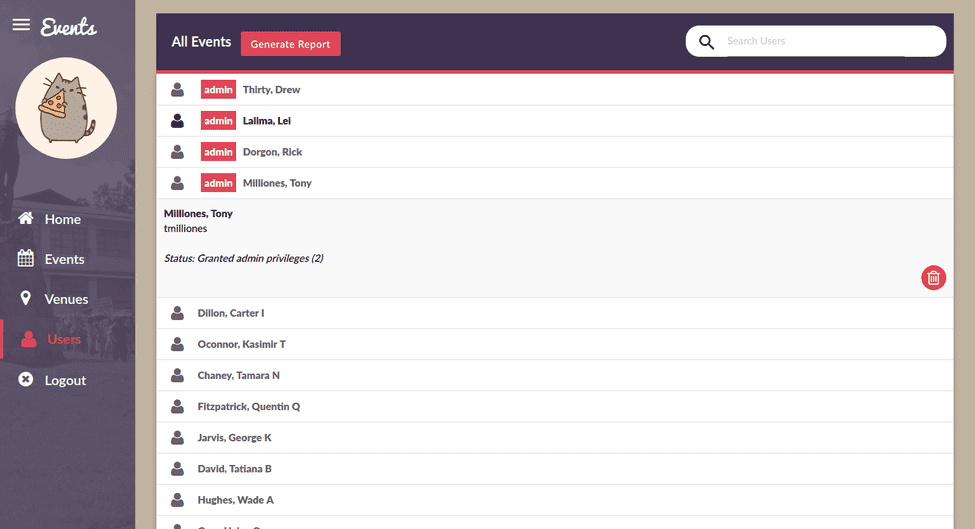 Events
Home
Events
Venues
Users
Logout
All Events
Generate Report
Search Users
admin Thirty, Drew
admin Lalima, Lei
admin Dorgon, Rick
admin Milliones, Tony
Milliones, Tony
tmilliones
Status: Granted admin privileges (2)
Dillon, Carter I
Oconnor, Kasimir T
Chaney, Tamara N
Fitzpatrick, Quentin Q
Jarvis, George K
David, Tatiana B
Hughes, Wade A